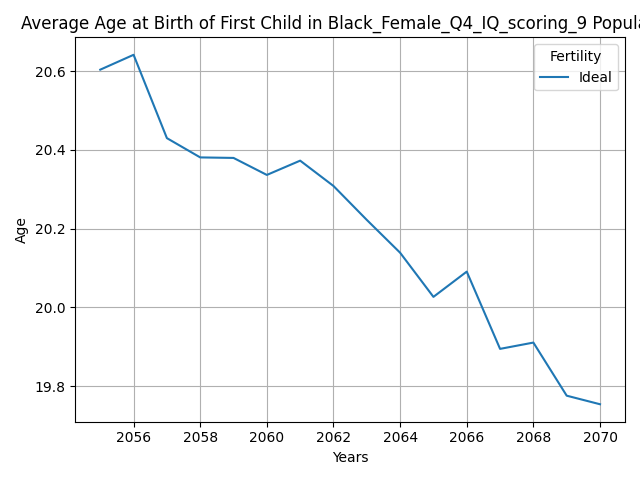 Average Age at Birth of First Child in Black_Female_Q4_IQ_scoring_9 Popula
Fertility
Ideal
20.6
20.4
20.2
20.0
19.8
Age
2056 2058 2060 2062 2064 2066 2068 2070
Years